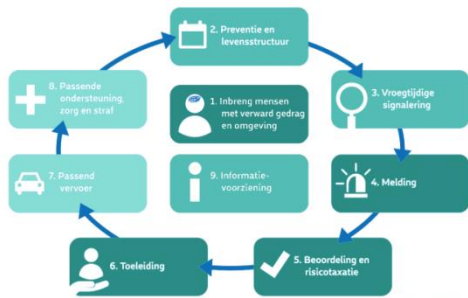 2. Preventie en
levensstructuur
8. Passende
ondersteuning,
zorg en straf
1. Inbreng mensen
met verward gedrag
en omgeving
3. Vroegtijdige
signalering
7. Passend
vervoer
9. Informatie-
voorziening
4. Melding
6. Toeleiding
5. Beoordeling en
risicotaxatie